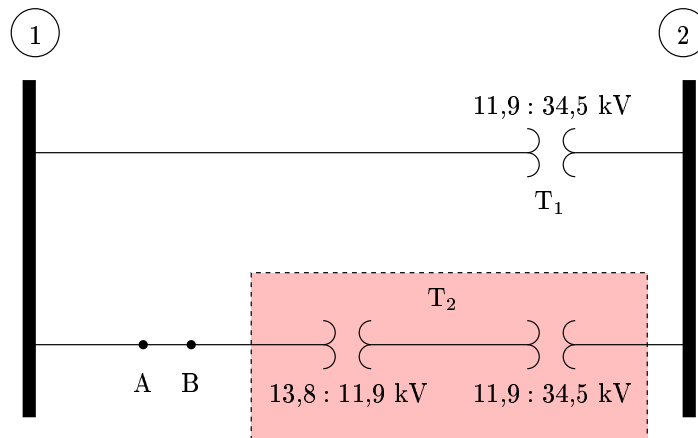 1 2
11,9 : 34,5 kV
T₁
T₂
A B 13,8 : 11,9 kV 11,9 : 34,5 kV